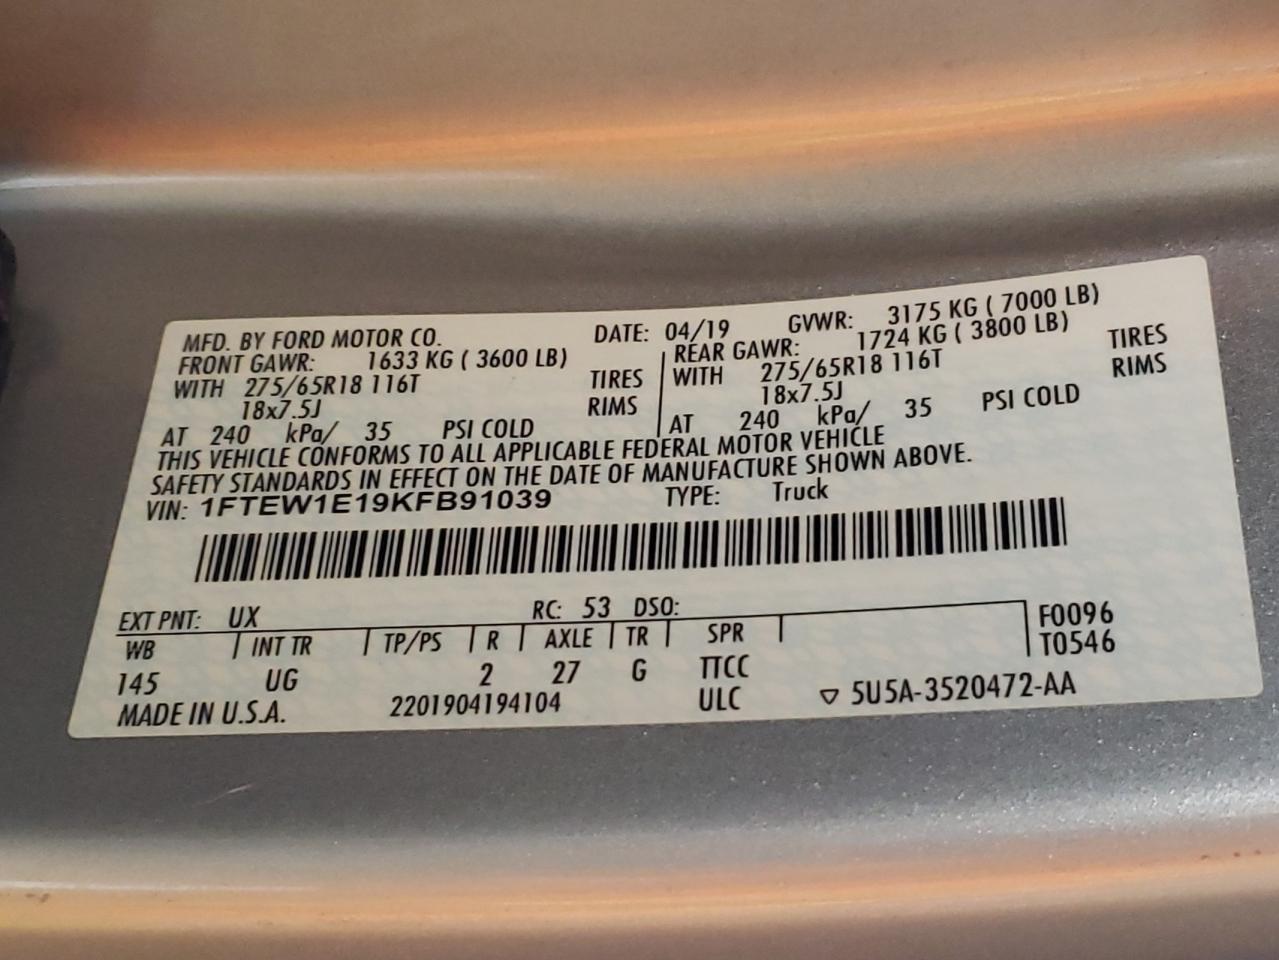 MFD. BY FORD MOTOR CO. DATE: 04/19 GVWR: 3175 KG ( 7000 LB)
FRONT GAWR: 1633 KG ( 3600 LB) REAR GAWR: 1724 KG ( 3800 LB)
WITH 275/65R18 116T TIRES WITH 275/65R18 116T TIRES
18x7.5J RIMS 18x7.5J RIMS
AT 240 kPa/ 35 PSI COLD AT 240 kPa/ 35 PSI COLD
THIS VEHICLE CONFORMS TO ALL APPLICABLE FEDERAL MOTOR VEHICLE
SAFETY STANDARDS IN EFFECT ON THE DATE OF MANUFACTURE SHOWN ABOVE.
VIN: 1FTEW1E19KFB91039 TYPE: Truck
EXT PNT: UX RC: 53 DSO: F0096
WB INT TR TP/PS R AXLE TR SPR T0546
145 UG 2 27 G TTCC
MADE IN U.S.A. 2201904194104 ULC ▽ 5U5A-3520472-AA